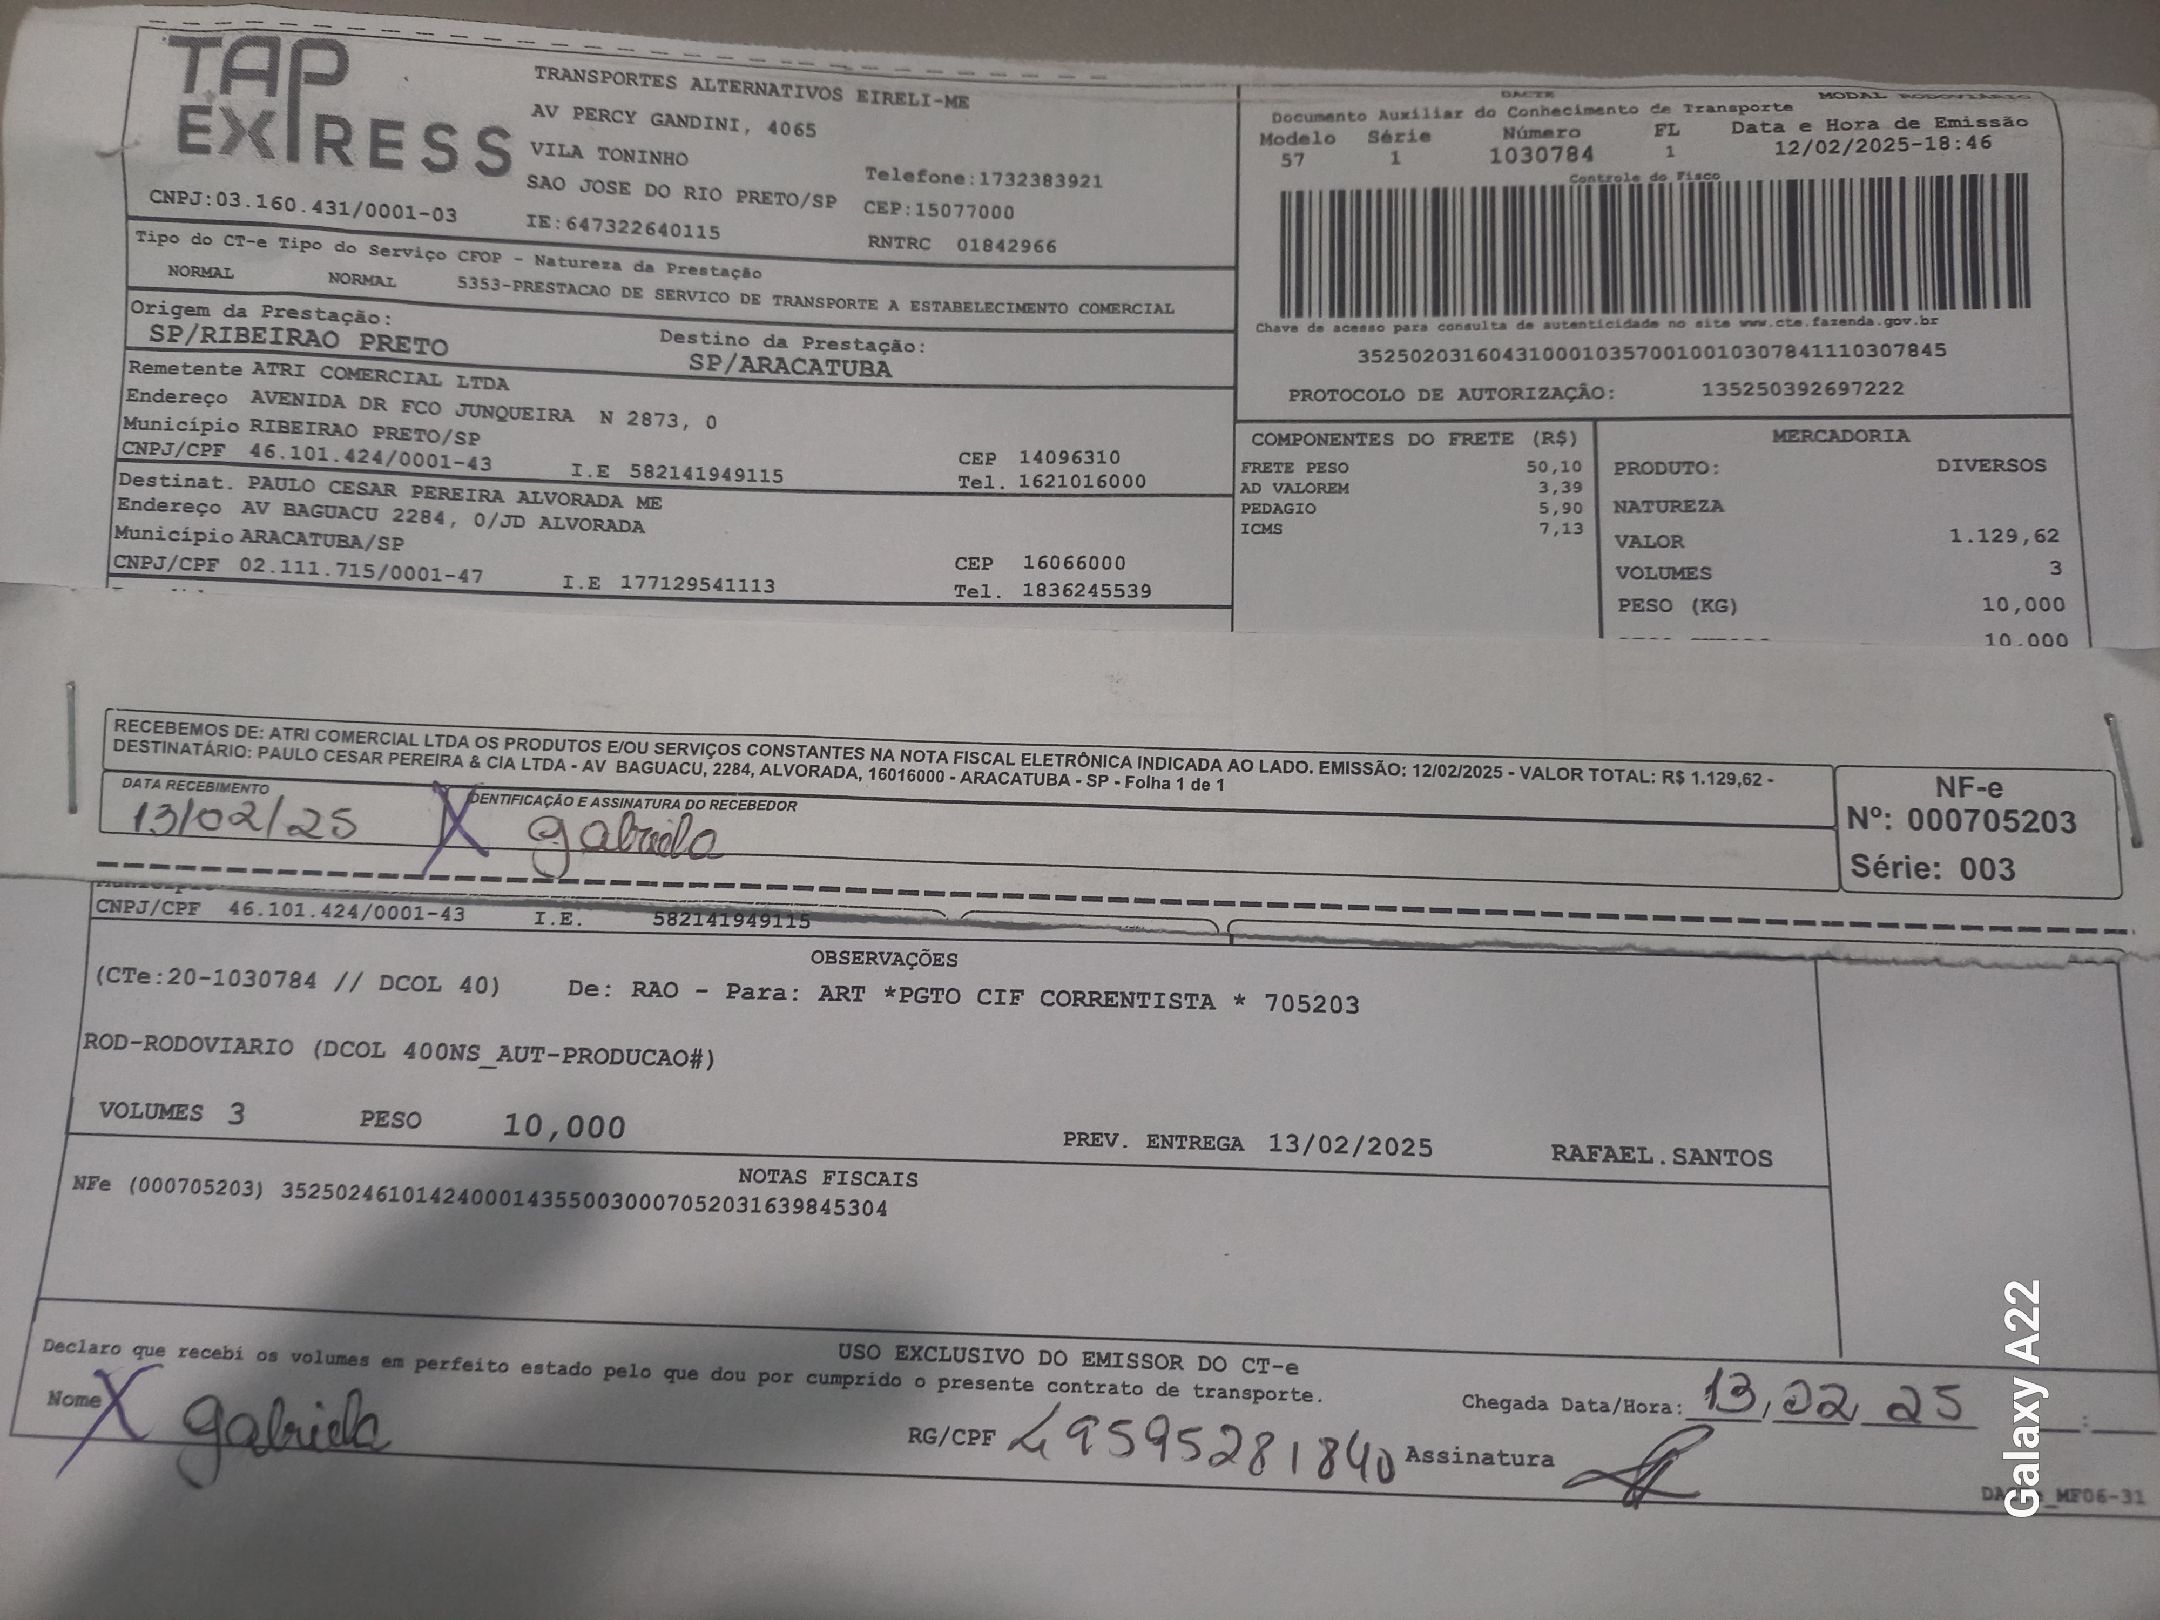 TAP EXPRESS
TRANSPORTES ALTERNATIVOS EIRELI-ME
AV PERCY GANDINI, 4065
VILA TONINHO
SAO JOSE DO RIO PRETO/SP
Telefone:1732383921
CEP:15077000
CNPJ:03.160.431/0001-03
IE:647322640115
RNTRC 01842966
DACTE
MODAL RODOVIÁRIO
Documento Auxiliar do Conhecimento de Transporte
Modelo Série Número FL Data e Hora de Emissão
57 1 1030784 1 12/02/2025-18:46
Controle do Fisco
Chave de acesso para consulta de autenticidade no site www.cte.fazenda.gov.br
35250203160431000103570010010307841110307845
PROTOCOLO DE AUTORIZAÇÃO: 135250392697222
Tipo do CT-e Tipo do Serviço CFOP - Natureza da Prestação
NORMAL NORMAL 5353-PRESTACAO DE SERVICO DE TRANSPORTE A ESTABELECIMENTO COMERCIAL
Origem da Prestação: Destino da Prestação:
SP/RIBEIRAO PRETO SP/ARACATUBA
Remetente ATRI COMERCIAL LTDA
Endereço AVENIDA DR FCO JUNQUEIRA N 2873, 0
Município RIBEIRAO PRETO/SP CEP 14096310
CNPJ/CPF 46.101.424/0001-43 I.E 582141949115 Tel. 1621016000
Destinat. PAULO CESAR PEREIRA ALVORADA ME
Endereço AV BAGUACU 2284, 0/JD ALVORADA
Município ARACATUBA/SP CEP 16066000
CNPJ/CPF 02.111.715/0001-47 I.E 177129541113 Tel. 1836245539
COMPONENTES DO FRETE (R$)
FRETE PESO 50,10
AD VALOREM 3,39
PEDAGIO 5,90
ICMS 7,13
MERCADORIA
PRODUTO: DIVERSOS
NATUREZA
VALOR 1.129,62
VOLUMES 3
PESO (KG) 10,000
10.000
RECEBEMOS DE: ATRI COMERCIAL LTDA OS PRODUTOS E/OU SERVIÇOS CONSTANTES NA NOTA FISCAL ELETRÔNICA INDICADA AO LADO. EMISSÃO: 12/02/2025 - VALOR TOTAL: R$ 1.129,62 -
DESTINATÁRIO: PAULO CESAR PEREIRA & CIA LTDA - AV BAGUACU, 2284, ALVORADA, 16016000 - ARACATUBA - SP - Folha 1 de 1
DATA RECEBIMENTO IDENTIFICAÇÃO E ASSINATURA DO RECEBEDOR
13/02/25 X gabriela
NF-e
Nº: 000705203
Série: 003
CNPJ/CPF 46.101.424/0001-43 I.E. 582141949115
OBSERVAÇÕES
(CTe:20-1030784 // DCOL 40) De: RAO - Para: ART *PGTO CIF CORRENTISTA * 705203
ROD-RODOVIARIO (DCOL 400NS_AUT-PRODUCAO#)
VOLUMES 3 PESO 10,000 PREV. ENTREGA 13/02/2025 RAFAEL.SANTOS
NOTAS FISCAIS
NFe (000705203) 35250246101424000143550030007052031639845304
USO EXCLUSIVO DO EMISSOR DO CT-e
Declaro que recebi os volumes em perfeito estado pelo que dou por cumprido o presente contrato de transporte.
Nome X gabriela RG/CPF 49595281840 Assinatura Chegada Data/Hora: 13,02,25 :
MF06-31
Galaxy A22